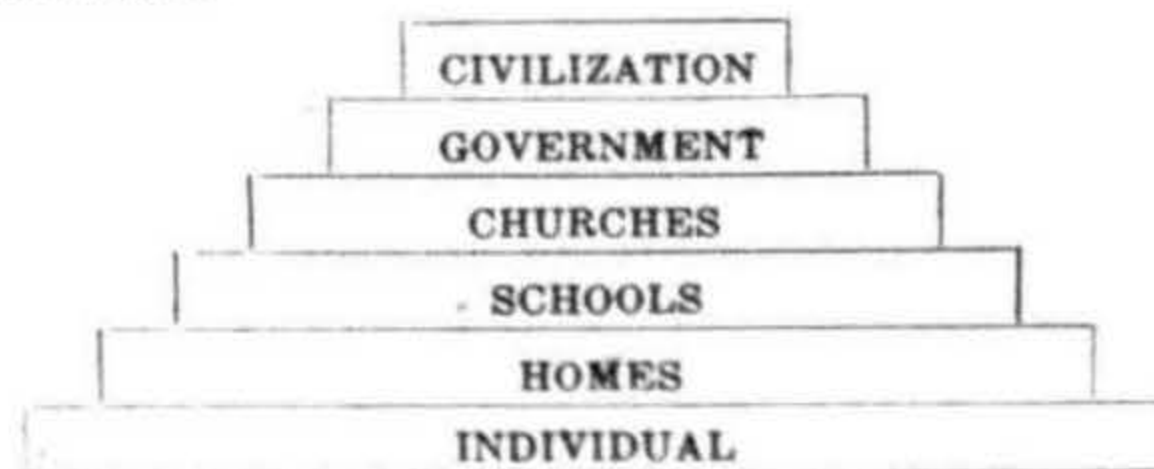 CIVILIZATION
GOVERNMENT
CHURCHES
SCHOOLS
HOMES
INDIVIDUAL